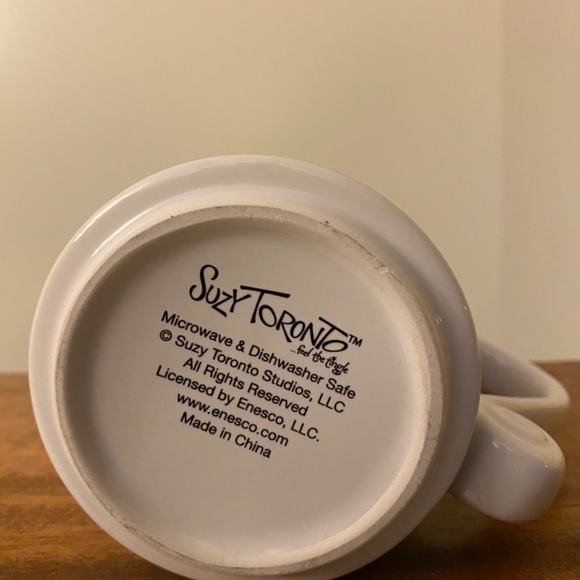 Suzy Toronto™
...feel the jingle
Microwave & Dishwasher Safe
© Suzy Toronto Studios, LLC
All Rights Reserved
Licensed by Enesco, LLC.
www.enesco.com
Made in China